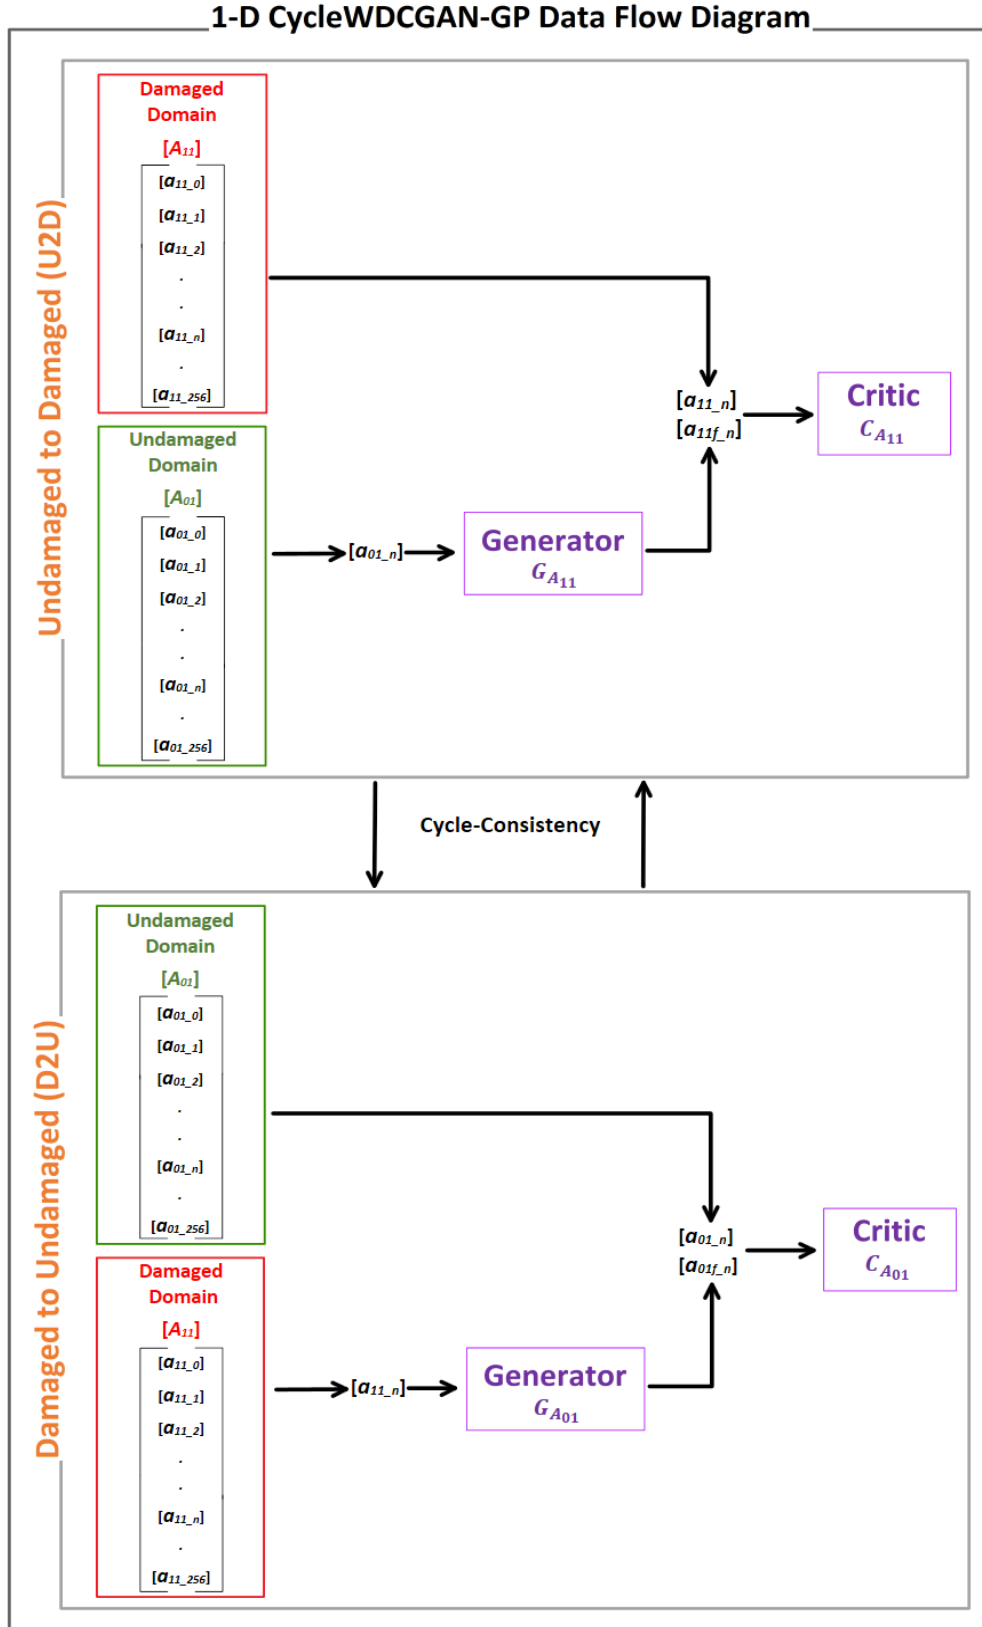 1-D CycleWDCGAN-GP Data Flow Diagram
Undamaged to Damaged (U2D)
Damaged
Domain
[A11]
[a11_0]
[a11_1]
[a11_2]
.
.
[a11_n]
.
[a11_256]
Undamaged
Domain
[A01]
[a01_0]
[a01_1]
[a01_2]
.
.
[a01_n]
.
[a01_256]
[a01_n]
Generator
GA11
[a11_n]
[a11f_n]
Critic
CA11
Cycle-Consistency
Damaged to Undamaged (D2U)
Undamaged
Domain
[A01]
[a01_0]
[a01_1]
[a01_2]
.
.
[a01_n]
.
[a01_256]
Damaged
Domain
[A11]
[a11_0]
[a11_1]
[a11_2]
.
.
[a11_n]
.
[a11_256]
[a11_n]
Generator
GA01
[a01_n]
[a01f_n]
Critic
CA01